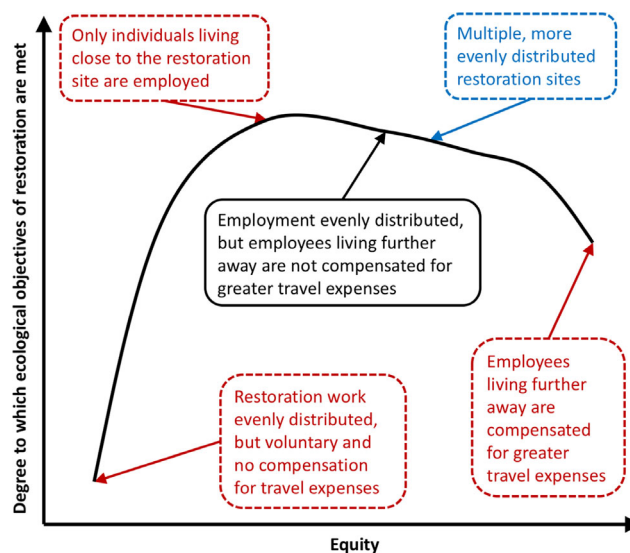 Degree to which ecological objectives of restoration are met
Only individuals living
close to the restoration
site are employed
Multiple, more
evenly distributed
restoration sites
Employment evenly distributed,
but employees living further
away are not compensated for
greater travel expenses
Restoration work
evenly distributed,
but voluntary and
no compensation
for travel expenses
Employees
living further
away are
compensated
for greater
travel expenses
Equity